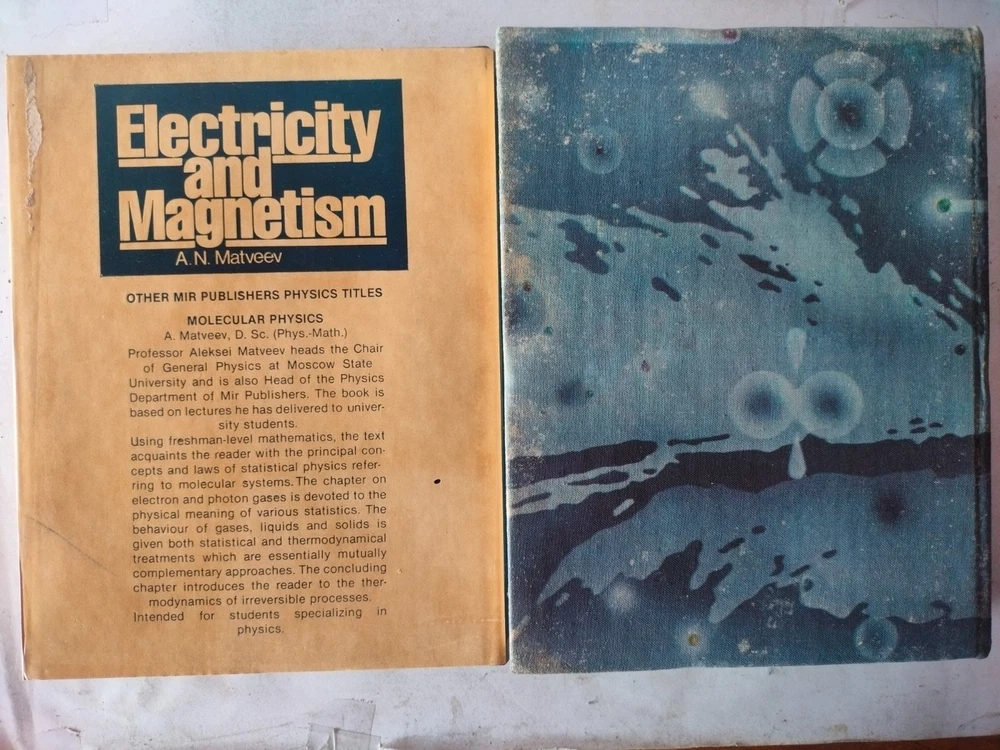 Electricity
and
Magnetism
A.N. Matveev
OTHER MIR PUBLISHERS PHYSICS TITLES
MOLECULAR PHYSICS
A. Matveev, D. Sc. (Phys.-Math.)
Professor Aleksei Matveev heads the Chair
of General Physics at Moscow State
University and is also Head of the Physics
Department of Mir Publishers. The book is
based on lectures he has delivered to univer-
sity students.
Using freshman-level mathematics, the text
acquaints the reader with the principal con-
cepts and laws of statistical physics refer-
ring to molecular systems. The chapter on
electron and photon gases is devoted to the
physical meaning of various statistics. The
behaviour of gases, liquids and solids is
given both statistical and thermodynamical
treatments which are essentially mutually
complementary approaches. The concluding
chapter introduces the reader to the ther-
modynamics of irreversible processes.
Intended for students specializing in
physics.